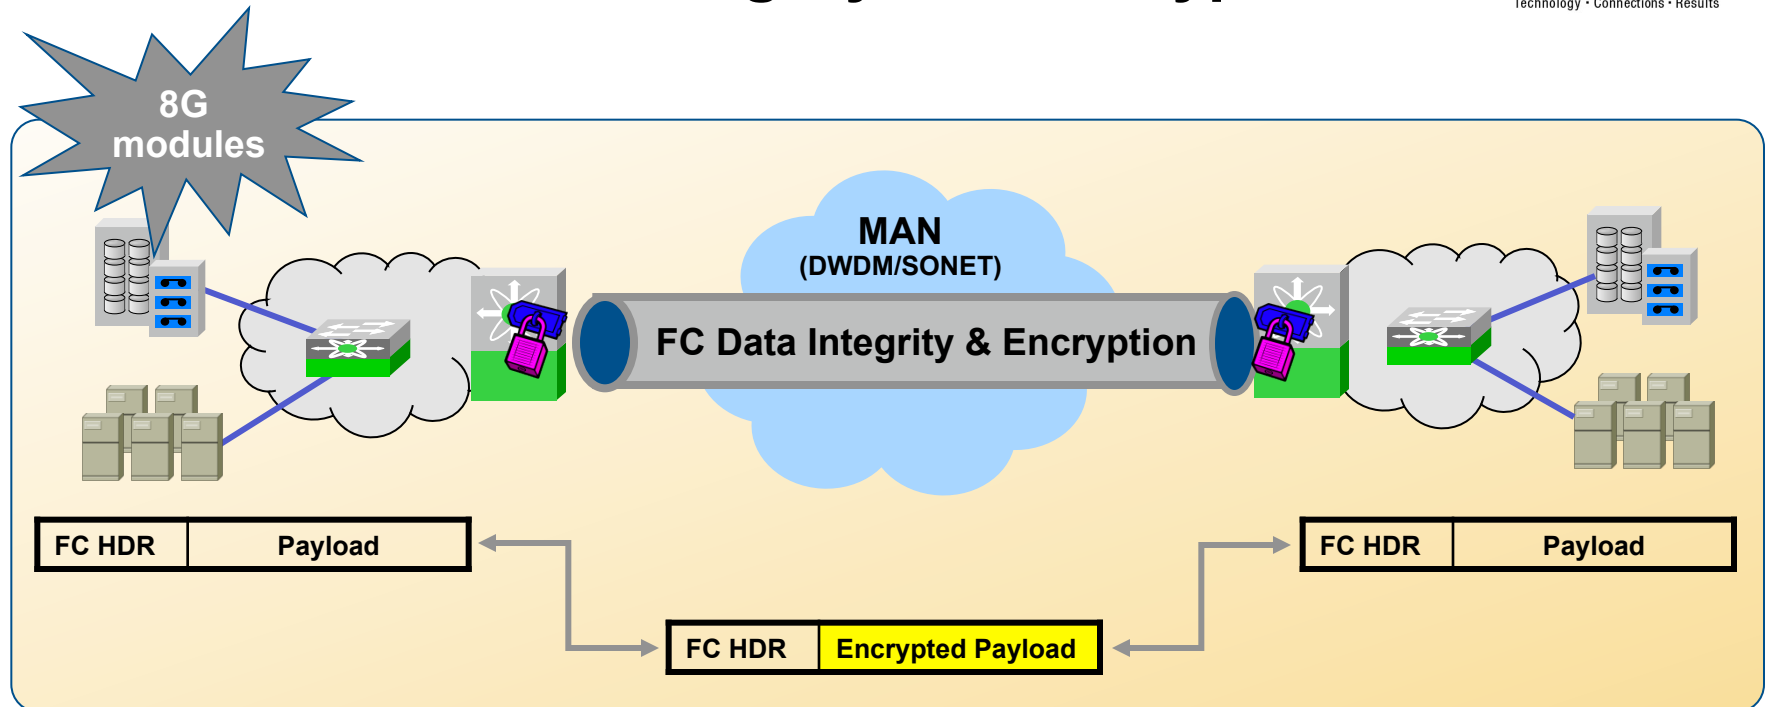 Technology • Connections • Results
8G
modules
MAN
(DWDM/SONET)
FC Data Integrity & Encryption
FC HDR Payload
FC HDR Payload
FC HDR Encrypted Payload